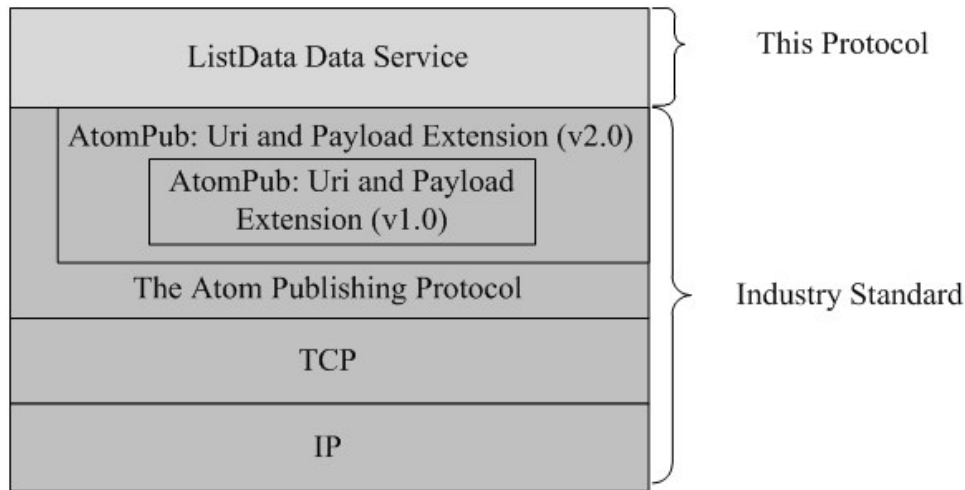 ListData Data Service
This Protocol
AtomPub: Uri and Payload Extension (v2.0)
AtomPub: Uri and Payload
Extension (v1.0)
The Atom Publishing Protocol
Industry Standard
TCP
IP